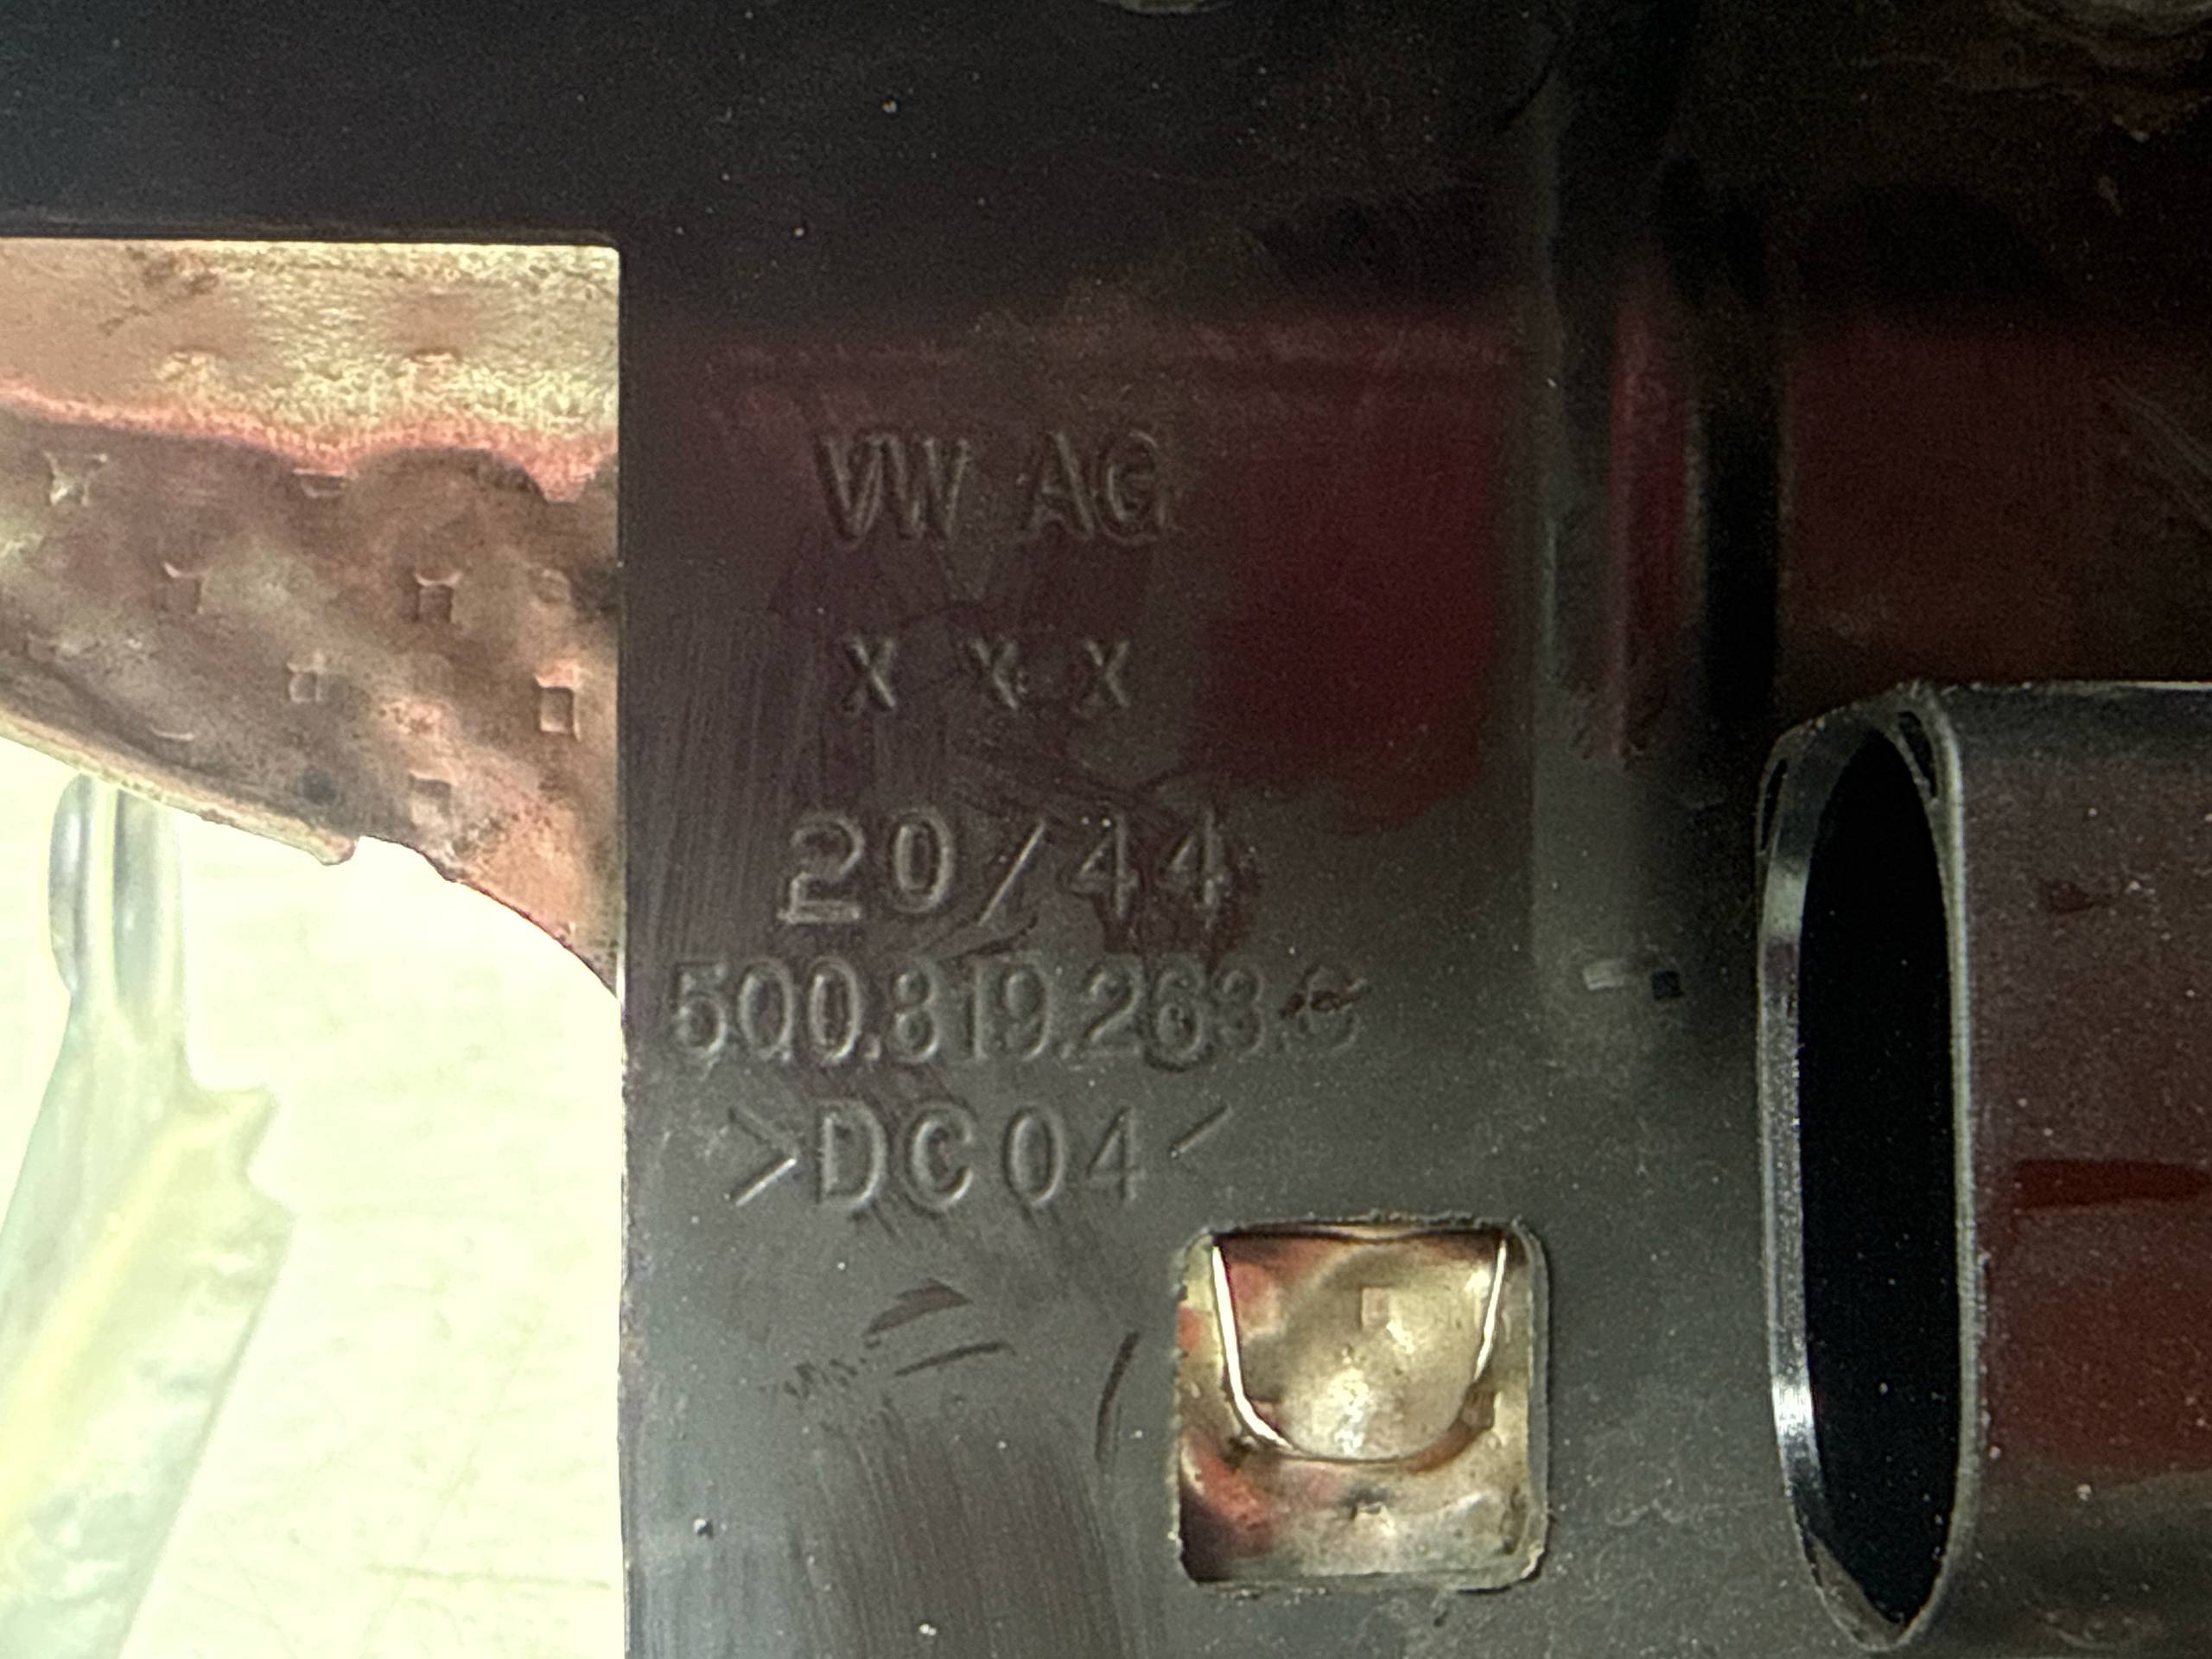 VW AG
X X X
20/44
5Q0.819.263.C
>DC04<